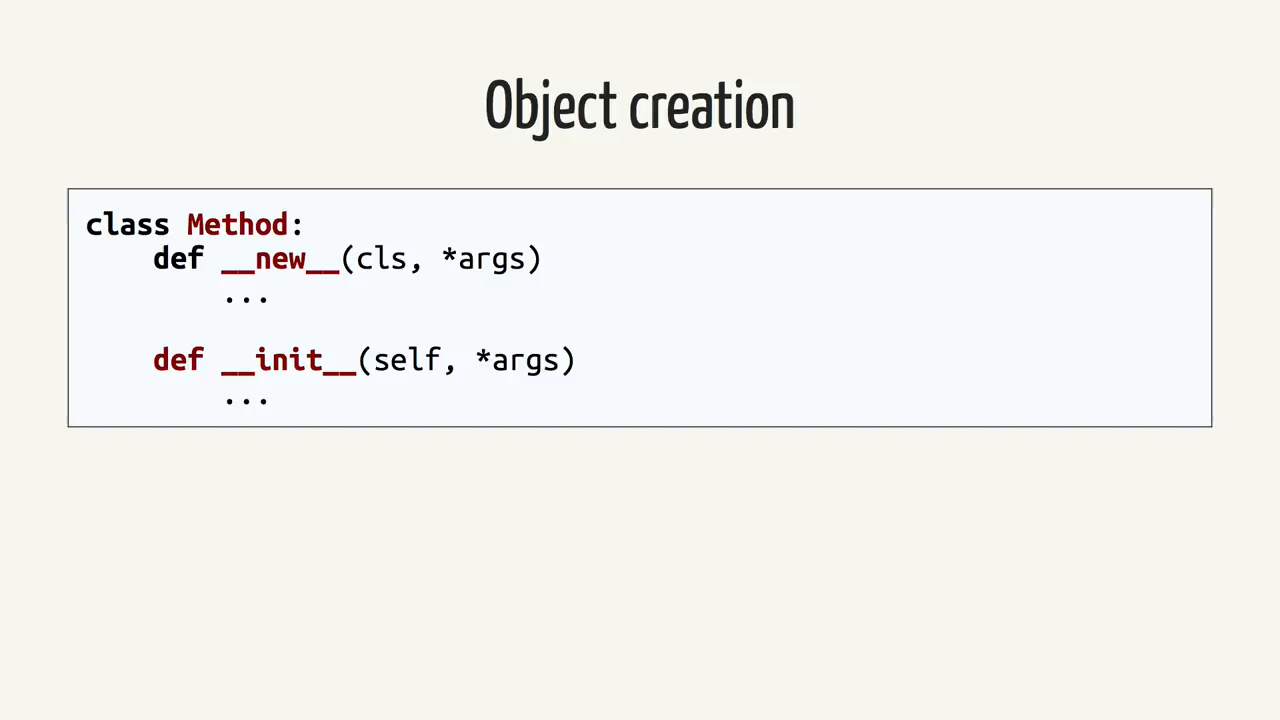 Object creation
class Method:
    def __new__(cls, *args)
        ...
    def __init__(self, *args)
        ...